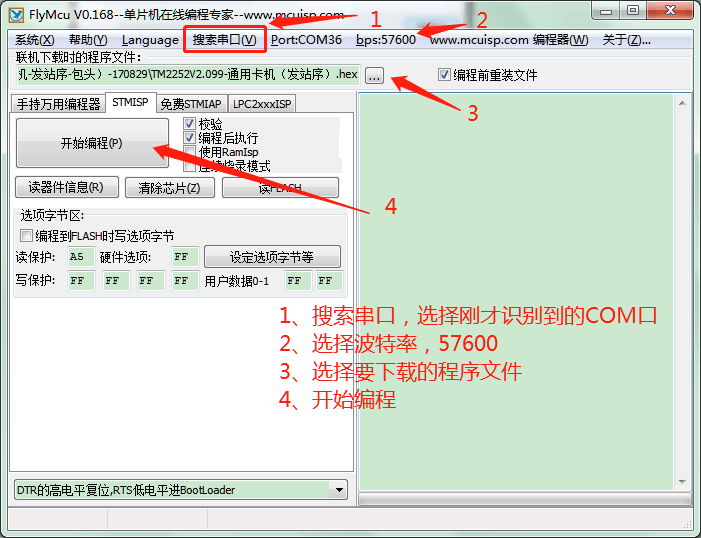 FlyMcu V0.168--单片机在线编程专家--www.mcuisp.com
1
2
系统(X) 帮助(Y) Language 搜索串口(V) Port:COM36 bps:57600 www.mcuisp.com 编程器(W) 关于(Z)...
联机下载时的程序文件：
机-发站序-包头）-170829\TM2252V2.099-通用卡机（发站序）.hex ... 编程前重装文件
3
手持万用编程器 STMISP 免费STMIAP LPC2xxxISP
开始编程(P)
校验
编程后执行
使用RamIsp
连续烧录模式
4
读器件信息(R) 清除芯片(Z) 读FLASH
选项字节区:
编程到FLASH时写选项字节
读保护: A5 硬件选项: FF 设定选项字节等
写保护: FF FF FF FF 用户数据0-1 FF FF
1、搜索串口，选择刚才识别到的COM口
2、选择波特率，57600
3、选择要下载的程序文件
4、开始编程
DTR的高电平复位,RTS低电平进BootLoader